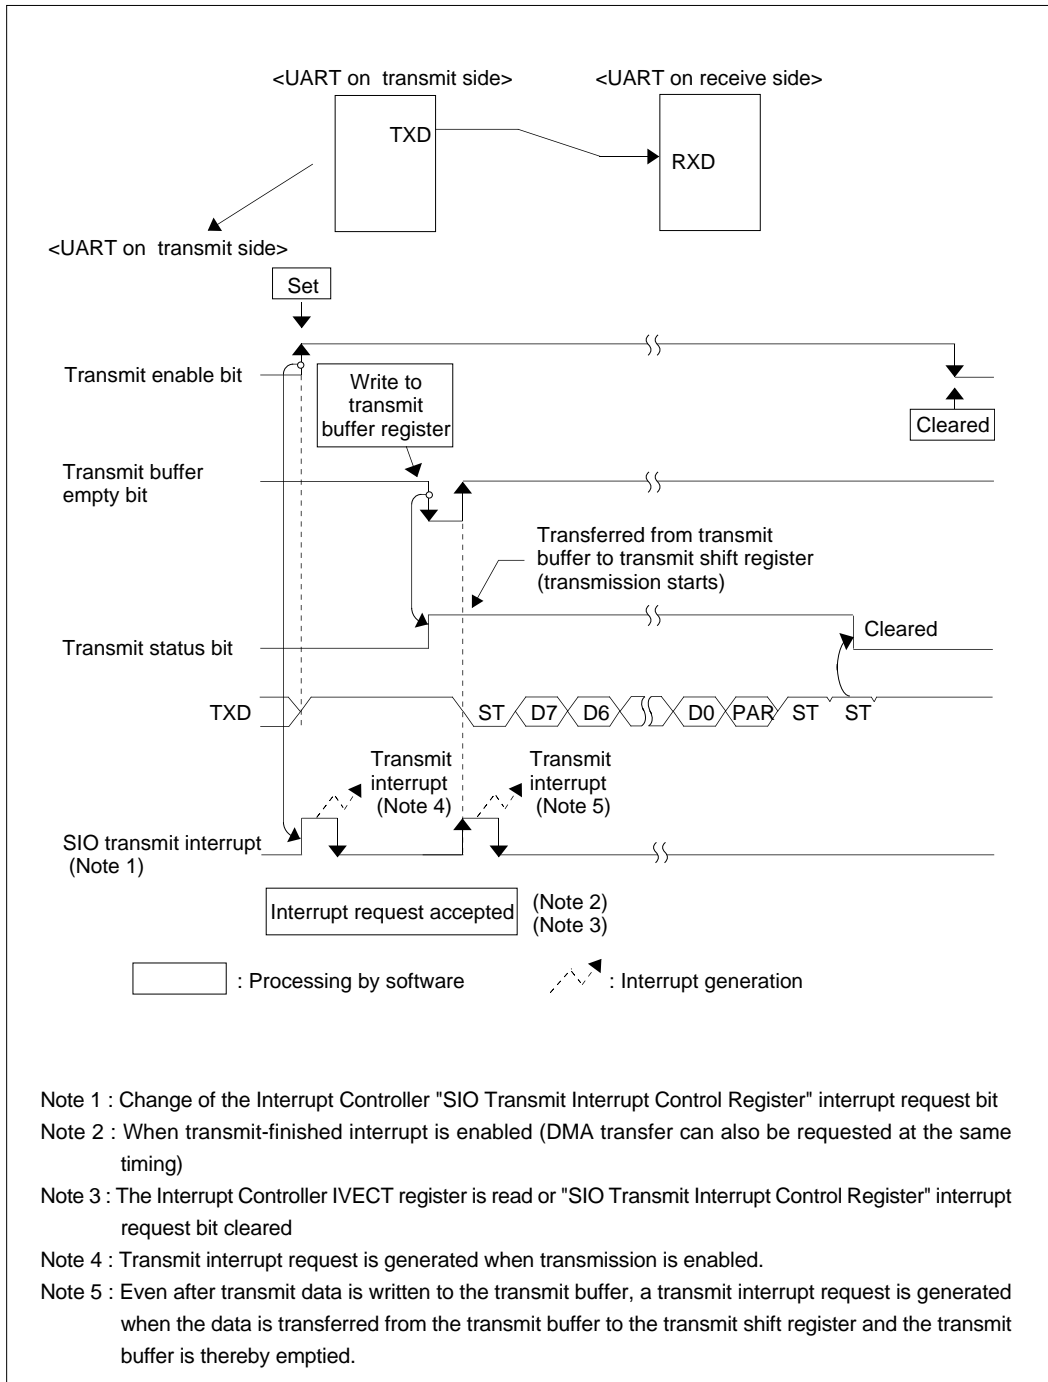 <UART on transmit side>
<UART on receive side>
TXD
RXD
<UART on transmit side>
Set
Transmit enable bit
Write to
transmit
buffer register
Cleared
Transmit buffer
empty bit
Transferred from transmit
buffer to transmit shift register
(transmission starts)
Transmit status bit
Cleared
TXD
ST D7 D6 D0 PAR ST ST
Transmit
interrupt
(Note 4)
Transmit
interrupt
(Note 5)
SIO transmit interrupt
(Note 1)
Interrupt request accepted
(Note 2)
(Note 3)
: Processing by software
: Interrupt generation
Note 1 : Change of the Interrupt Controller "SIO Transmit Interrupt Control Register" interrupt request bit
Note 2 : When transmit-finished interrupt is enabled (DMA transfer can also be requested at the same
timing)
Note 3 : The Interrupt Controller IVECT register is read or "SIO Transmit Interrupt Control Register" interrupt
request bit cleared
Note 4 : Transmit interrupt request is generated when transmission is enabled.
Note 5 : Even after transmit data is written to the transmit buffer, a transmit interrupt request is generated
when the data is transferred from the transmit buffer to the transmit shift register and the transmit
buffer is thereby emptied.